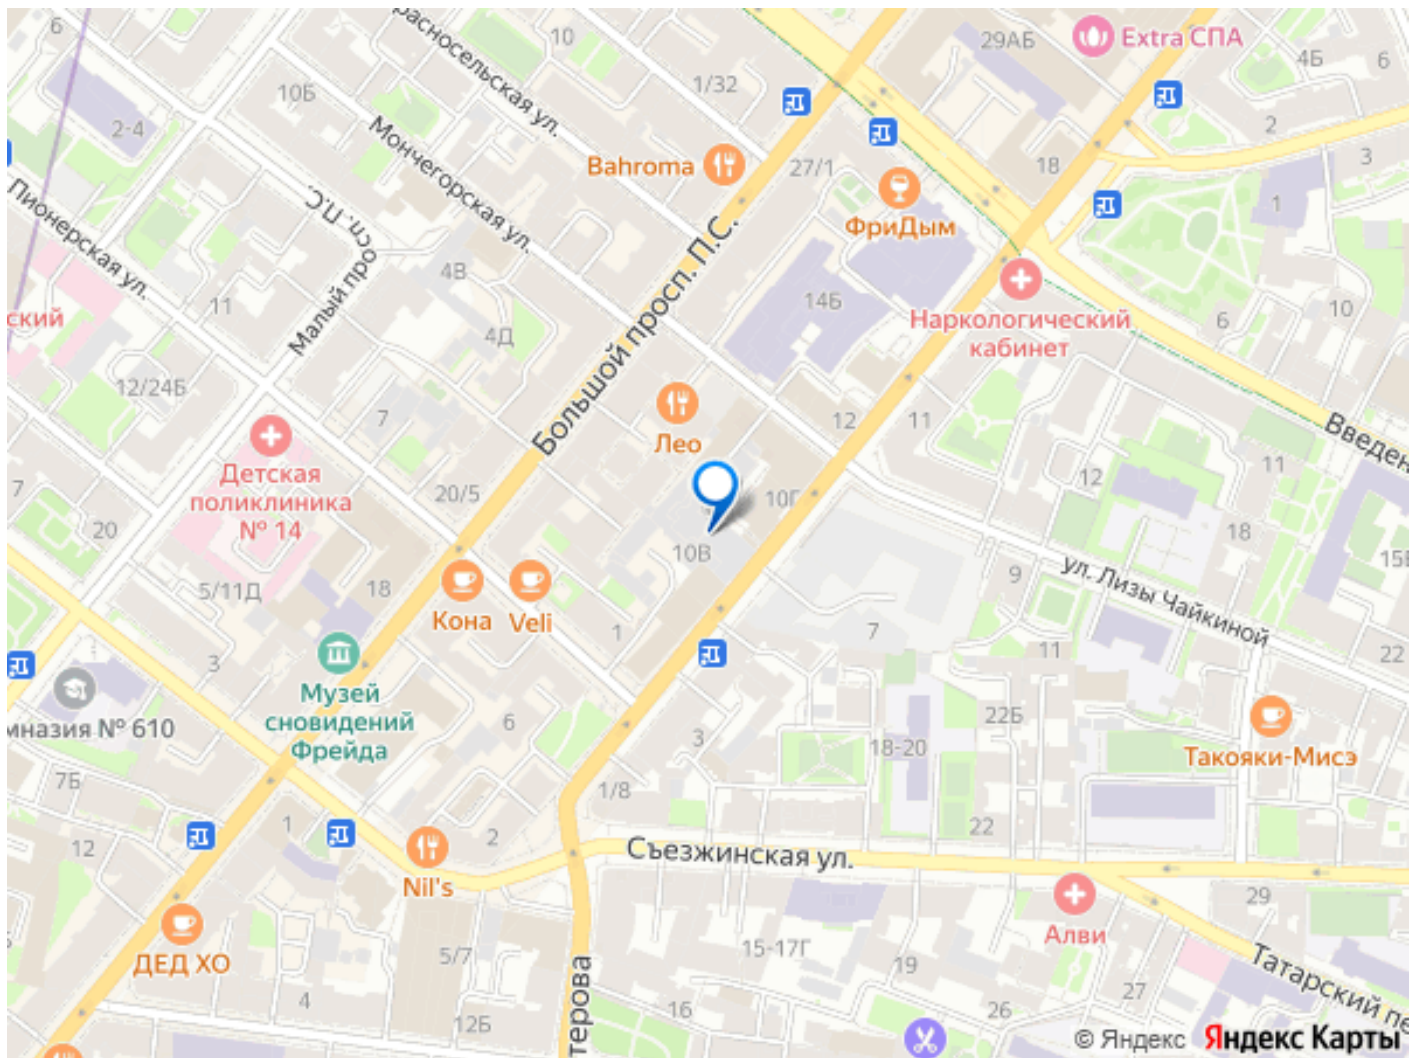 6
10
29АБ
Extra СПА
4Б
6
красносельская ул.
1/32
10Б
2-4
Мончегорская ул.
Bahroma
27/1
18
2
3
ФриДым
1
Пионерская ул.
Малый просп. П.С.
Большой просп. П.С.
4В
14Б
Наркологический
кабинет
10
6
ский
11
4Д
12/24Б
7
Лео
12
11
Введен
Детская
поликлиника
№ 14
20/5
7
20
10В
12
11
18
15Б
5/11Д
18
Кона
Veli
1
9
ул. Лизы Чайкиной
7
11
22
3
Музей
сновидений
Фрейда
мназия № 610
6
3
22Б
18-20
Такояки-Мисэ
7Б
1/8
12
1
2
22
Съезжинская ул.
Nil's
29
Алви
ДЕД ХО
5/7
15-17Г
19
Татарский пе
4
12Б
терова
16
26
27
© Яндекс Яндекс Карты